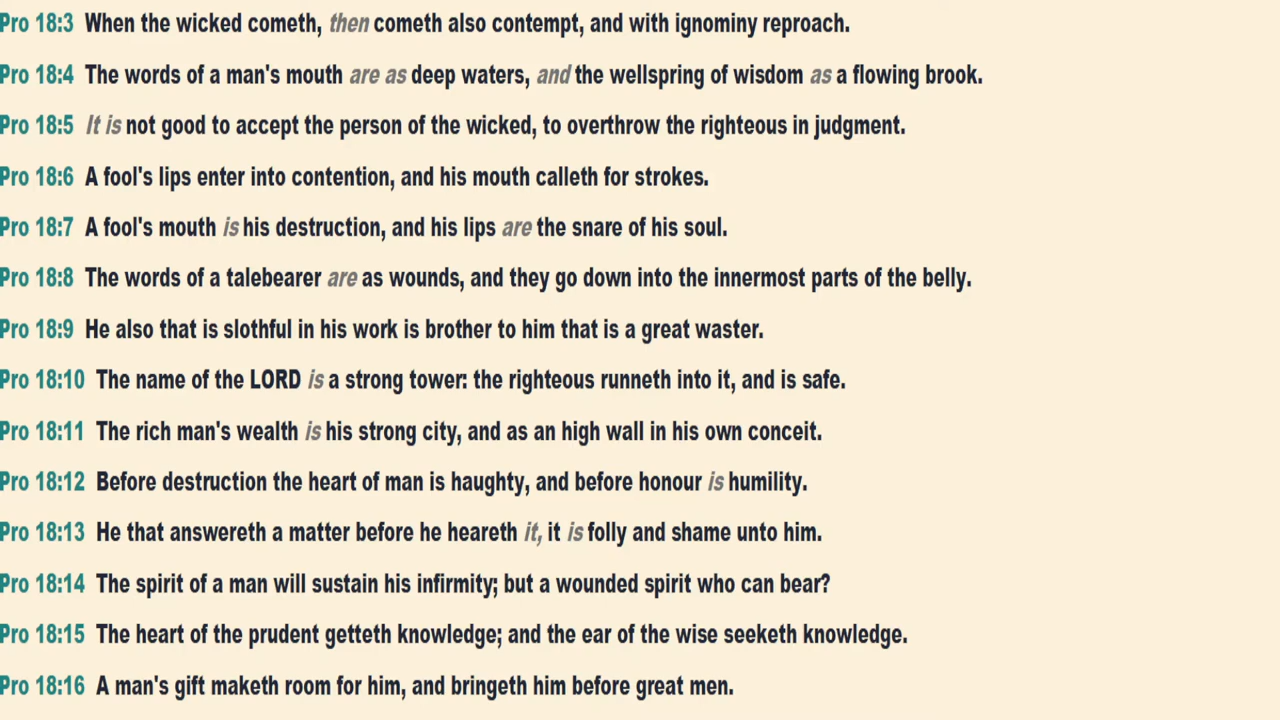 Pro 18:3 When the wicked cometh, then cometh also contempt, and with ignominy reproach.
Pro 18:4 The words of a man's mouth are as deep waters, and the wellspring of wisdom as a flowing brook.
Pro 18:5 It is not good to accept the person of the wicked, to overthrow the righteous in judgment.
Pro 18:6 A fool's lips enter into contention, and his mouth calleth for strokes.
Pro 18:7 A fool's mouth is his destruction, and his lips are the snare of his soul.
Pro 18:8 The words of a talebearer are as wounds, and they go down into the innermost parts of the belly.
Pro 18:9 He also that is slothful in his work is brother to him that is a great waster.
Pro 18:10 The name of the LORD is a strong tower: the righteous runneth into it, and is safe.
Pro 18:11 The rich man's wealth is his strong city, and as an high wall in his own conceit.
Pro 18:12 Before destruction the heart of man is haughty, and before honour is humility.
Pro 18:13 He that answereth a matter before he heareth it, it is folly and shame unto him.
Pro 18:14 The spirit of a man will sustain his infirmity; but a wounded spirit who can bear?
Pro 18:15 The heart of the prudent getteth knowledge; and the ear of the wise seeketh knowledge.
Pro 18:16 A man's gift maketh room for him, and bringeth him before great men.